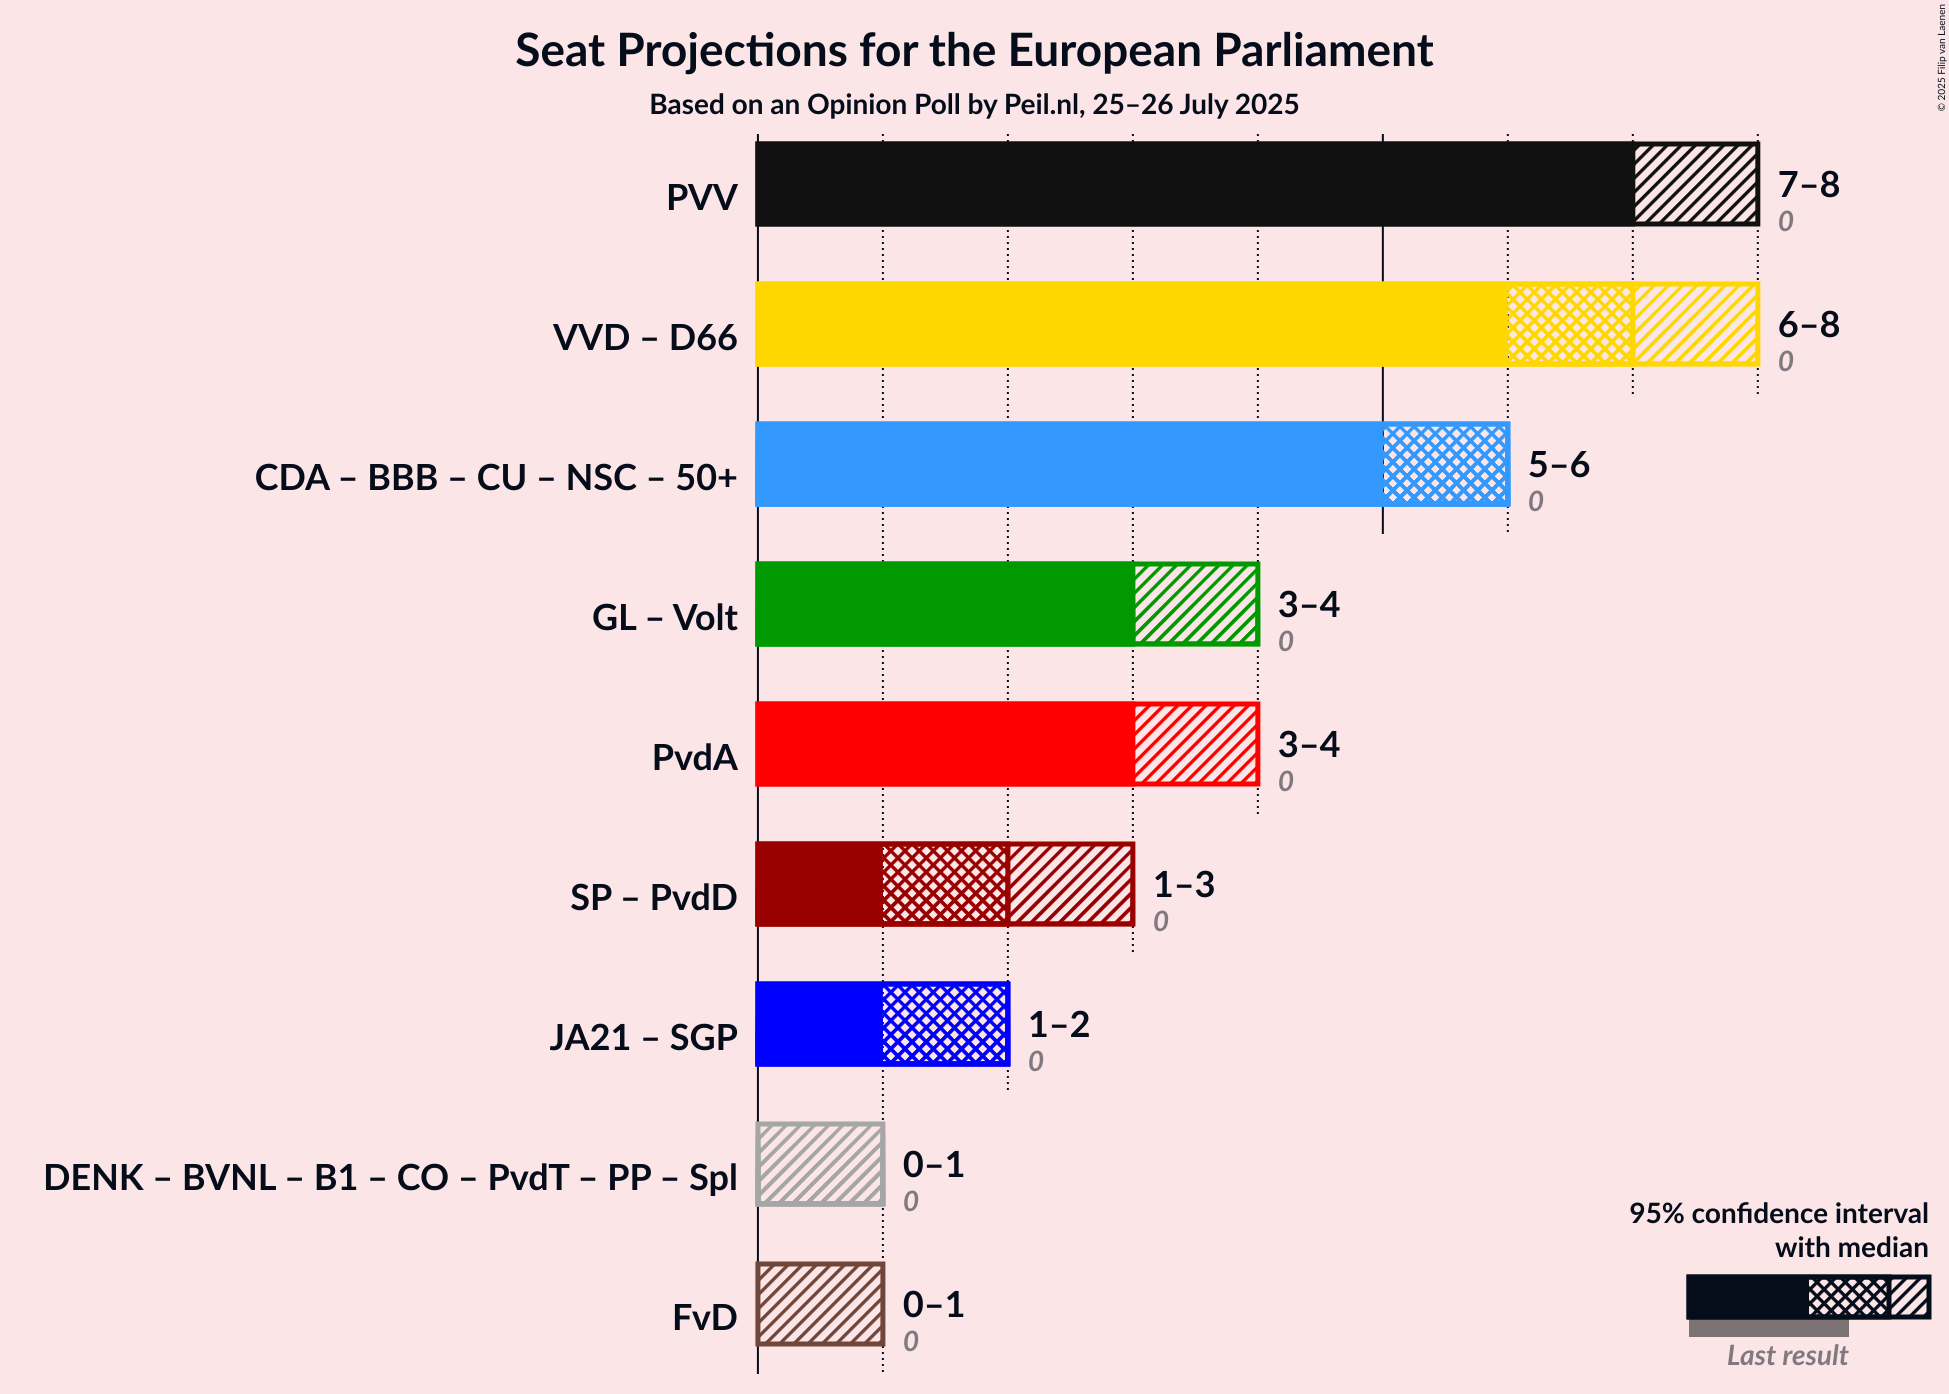 Seat Projections for the European Parliament
Based on an Opinion Poll by Peil.nl, 25–26 July 2025
© 2025 Filip van Laenen
PVV
7–8
0
VVD – D66
6–8
0
CDA – BBB – CU – NSC – 50+
5–6
0
GL – Volt
3–4
0
PvdA
3–4
0
SP – PvdD
1–3
0
JA21 – SGP
1–2
0
DENK – BVNL – B1 – CO – PvdT – PP – Spl
0–1
0
FvD
0–1
0
95% confidence interval
with median
Last result